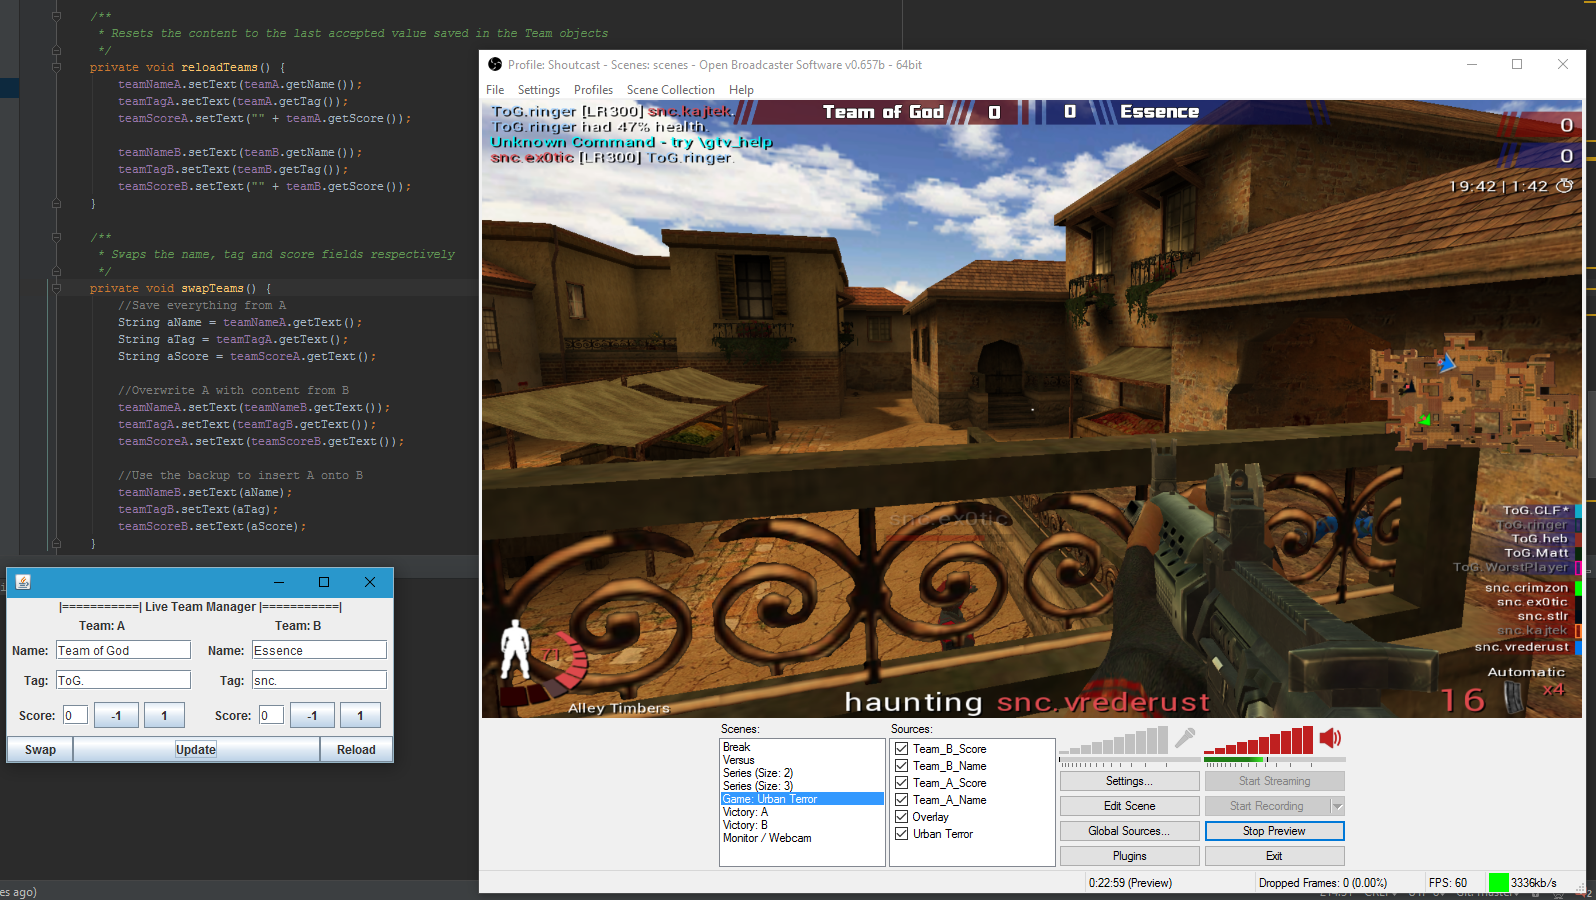 /**
* Resets the content to the last accepted value saved in the Team objects
*/
private void reloadTeams() {
teamNameA.setText(teamA.getName());
teamTagA.setText(teamA.getTag());
teamScoreA.setText("" + teamA.getScore());
teamNameB.setText(teamB.getName());
teamTagB.setText(teamB.getTag());
teamScoreB.setText("" + teamB.getScore());
}
/**
* Swaps the name, tag and score fields respectively
*/
private void swapTeams() {
//Save everything from A
String aName = teamNameA.getText();
String aTag = teamTagA.getText();
String aScore = teamScoreA.getText();
//Overwrite A with content from B
teamNameA.setText(teamNameB.getText());
teamTagA.setText(teamTagB.getText());
teamScoreA.setText(teamScoreB.getText());
//Use the backup to insert A onto B
teamNameB.setText(aName);
teamTagB.setText(aTag);
teamScoreB.setText(aScore);
}
|===========| Live Team Manager |===========|
Team: A Team: B
Name: Team of God Name: Essence
Tag: ToG. Tag: snc.
Score: 0 -1 1 Score: 0 -1 1
Swap Update Reload
es ago)
Profile: Shoutcast - Scenes: scenes - Open Broadcaster Software v0.657b - 64bit
File Settings Profiles Scene Collection Help
ToG.ringer [LR300] snc.kajtek.
ToG.ringer had 47% health.
Unknown Command - try \gtv_help
snc.ex0tic [LR300] ToG.ringer.
Team of God 0 0 Essence
0
0
19:42 | 1:42
snc.ex0tic
ToG.CLF*
ToG.ringer
ToG.heb
ToG.Matt
ToG.WorstPlayer
snc.crimzon
snc.ex0tic
snc.stlr
snc.kajtek
snc.vrederust
Automatic
16 x4
71
Alley Timbers
haunting snc.vrederust
Scenes:
Break
Versus
Series (Size: 2)
Series (Size: 3)
Game: Urban Terror
Victory: A
Victory: B
Monitor / Webcam
Sources:
Team_B_Score
Team_B_Name
Team_A_Score
Team_A_Name
Overlay
Urban Terror
Settings... Start Streaming
Edit Scene Start Recording
Global Sources... Stop Preview
Plugins Exit
0:22:59 (Preview) Dropped Frames: 0 (0.00%) FPS: 60 3336kb/s